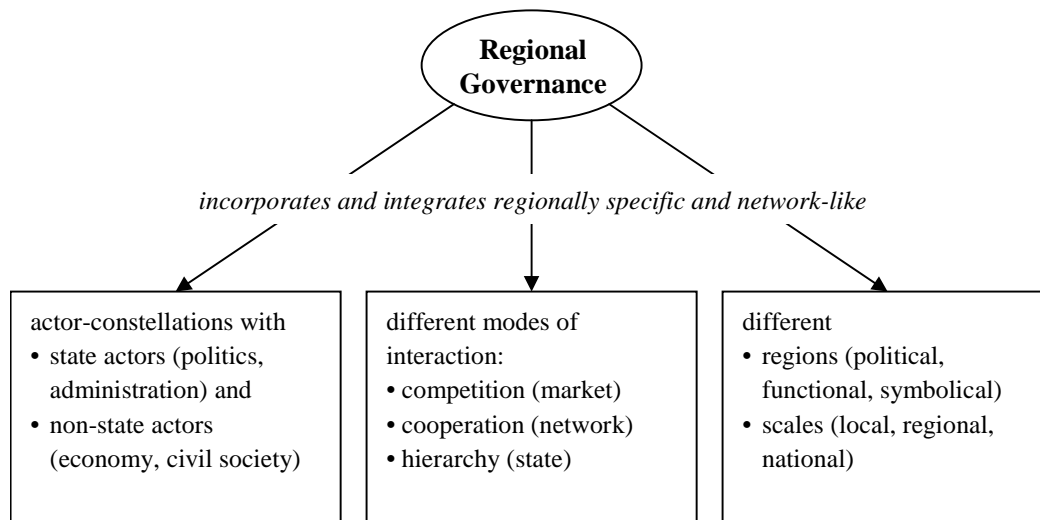 Regional
Governance
incorporates and integrates regionally specific and network-like
actor-constellations with
• state actors (politics,
administration) and
• non-state actors
(economy, civil society)
different modes of
interaction:
• competition (market)
• cooperation (network)
• hierarchy (state)
different
• regions (political,
functional, symbolical)
• scales (local, regional,
national)